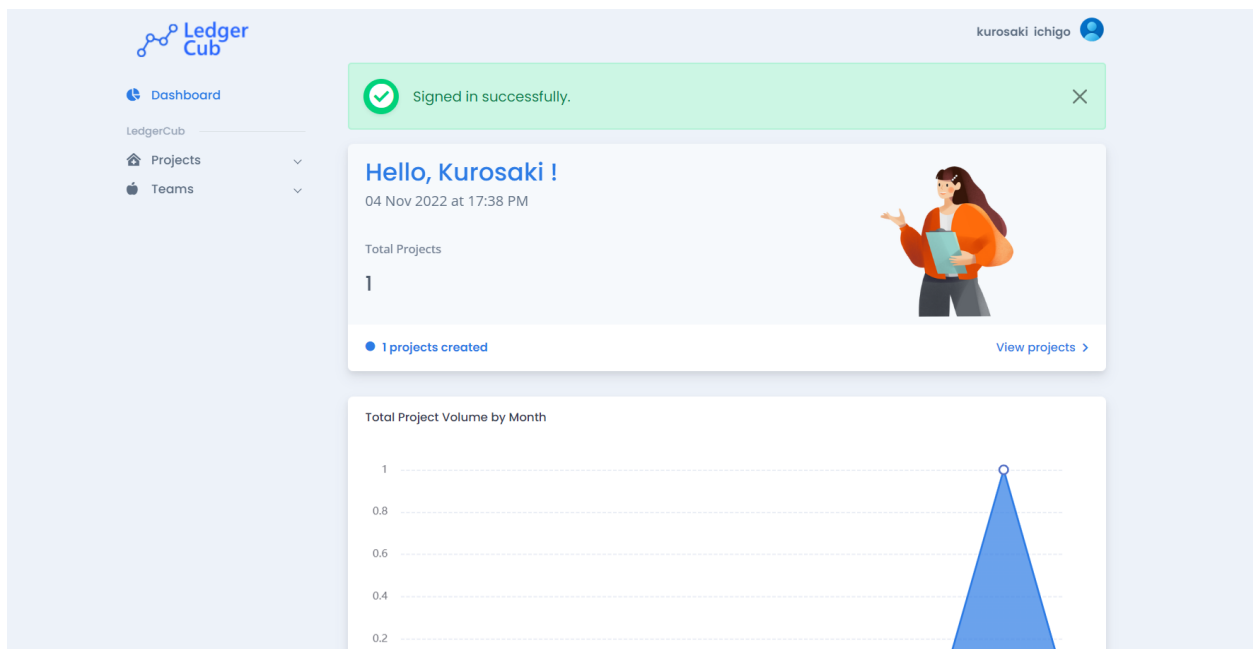 Ledger
Cub
kurosaki ichigo
Dashboard
LedgerCub
Projects
Teams
Signed in successfully.
Hello, Kurosaki !
04 Nov 2022 at 17:38 PM
Total Projects
1
1 projects created
View projects
Total Project Volume by Month
1
0.8
0.6
0.4
0.2